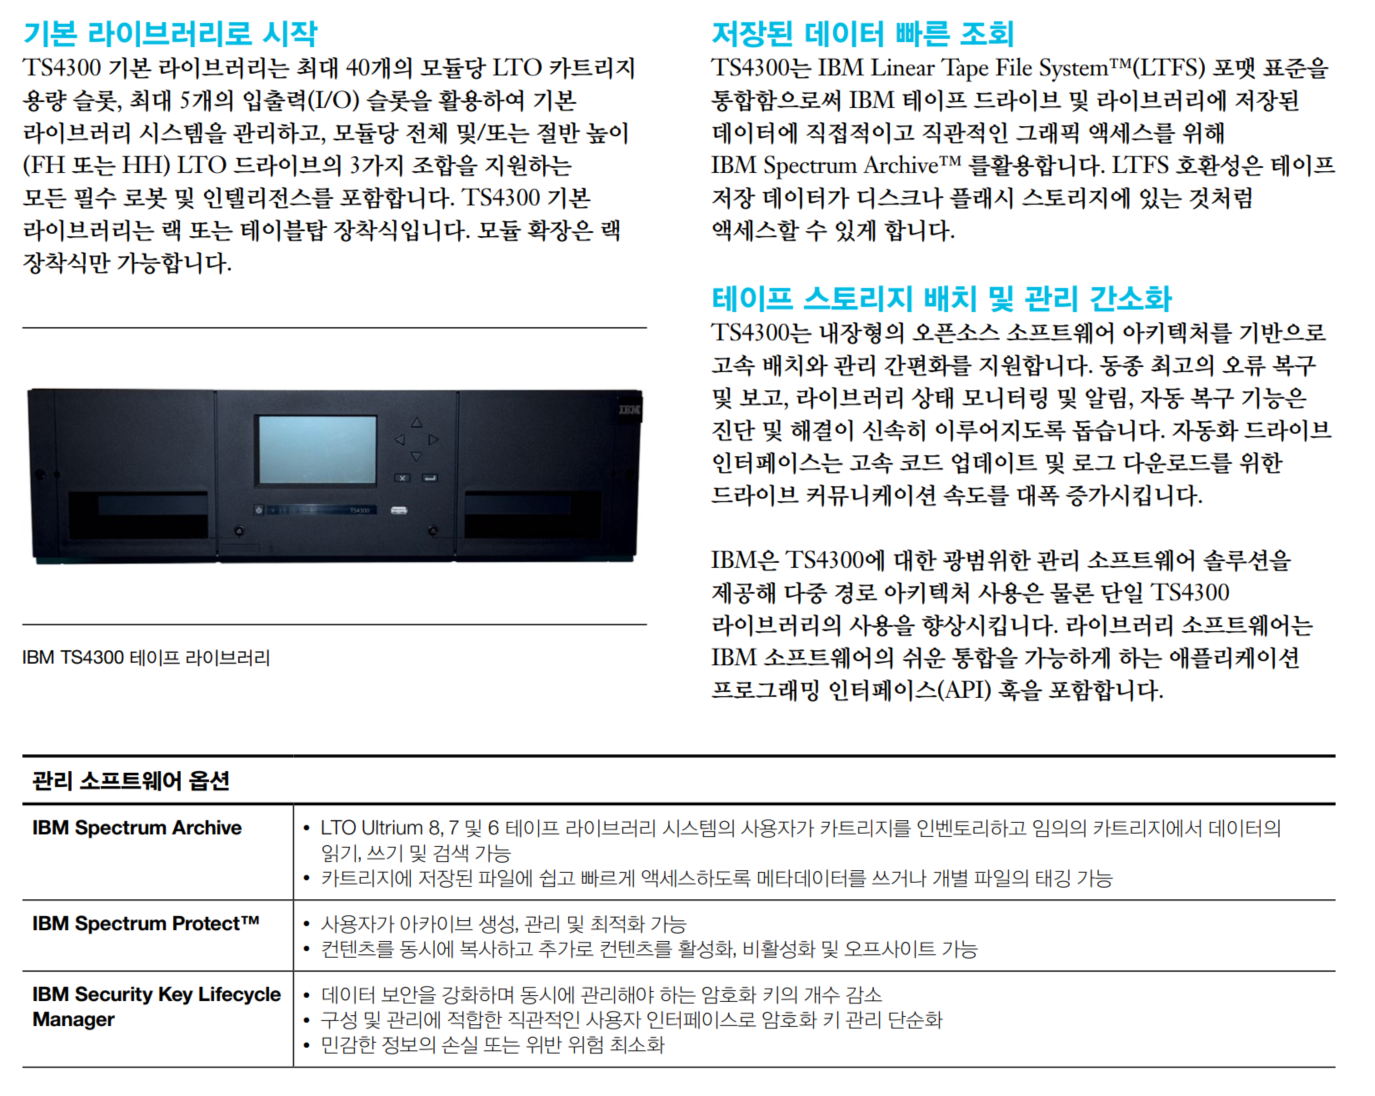 기본 라이브러리로 시작
TS4300 기본 라이브러리는 최대 40개의 모듈당 LTO 카트리지
용량 슬롯, 최대 5개의 입출력(I/O) 슬롯을 활용하여 기본
라이브러리 시스템을 관리하고, 모듈당 전체 및/또는 절반 높이
(FH 또는 HH) LTO 드라이브의 3가지 조합을 지원하는
모든 필수 로봇 및 인텔리전스를 포함합니다. TS4300 기본
라이브러리는 랙 또는 테이블탑 장착식입니다. 모듈 확장은 랙
장착식만 가능합니다.
IBM
TS4300
IBM TS4300 테이프 라이브러리
저장된 데이터 빠른 조회
TS4300는 IBM Linear Tape File System™(LTFS) 포맷 표준을
통합함으로써 IBM 테이프 드라이브 및 라이브러리에 저장된
데이터에 직접적이고 직관적인 그래픽 액세스를 위해
IBM Spectrum Archive™ 를활용합니다. LTFS 호환성은 테이프
저장 데이터가 디스크나 플래시 스토리지에 있는 것처럼
액세스할 수 있게 합니다.
테이프 스토리지 배치 및 관리 간소화
TS4300는 내장형의 오픈소스 소프트웨어 아키텍처를 기반으로
고속 배치와 관리 간편화를 지원합니다. 동종 최고의 오류 복구
및 보고, 라이브러리 상태 모니터링 및 알림, 자동 복구 기능은
진단 및 해결이 신속히 이루어지도록 돕습니다. 자동화 드라이브
인터페이스는 고속 코드 업데이트 및 로그 다운로드를 위한
드라이브 커뮤니케이션 속도를 대폭 증가시킵니다.
IBM은 TS4300에 대한 광범위한 관리 소프트웨어 솔루션을
제공해 다중 경로 아키텍처 사용은 물론 단일 TS4300
라이브러리의 사용을 향상시킵니다. 라이브러리 소프트웨어는
IBM 소프트웨어의 쉬운 통합을 가능하게 하는 애플리케이션
프로그래밍 인터페이스(API) 훅을 포함합니다.
관리 소프트웨어 옵션
IBM Spectrum Archive
• LTO Ultrium 8, 7 및 6 테이프 라이브러리 시스템의 사용자가 카트리지를 인벤토리하고 임의의 카트리지에서 데이터의
읽기, 쓰기 및 검색 가능
• 카트리지에 저장된 파일에 쉽고 빠르게 액세스하도록 메타데이터를 쓰거나 개별 파일의 태깅 가능
IBM Spectrum Protect™
• 사용자가 아카이브 생성, 관리 및 최적화 가능
• 컨텐츠를 동시에 복사하고 추가로 컨텐츠를 활성화, 비활성화 및 오프사이트 가능
IBM Security Key Lifecycle
Manager
• 데이터 보안을 강화하며 동시에 관리해야 하는 암호화 키의 개수 감소
• 구성 및 관리에 적합한 직관적인 사용자 인터페이스로 암호화 키 관리 단순화
• 민감한 정보의 손실 또는 위반 위험 최소화